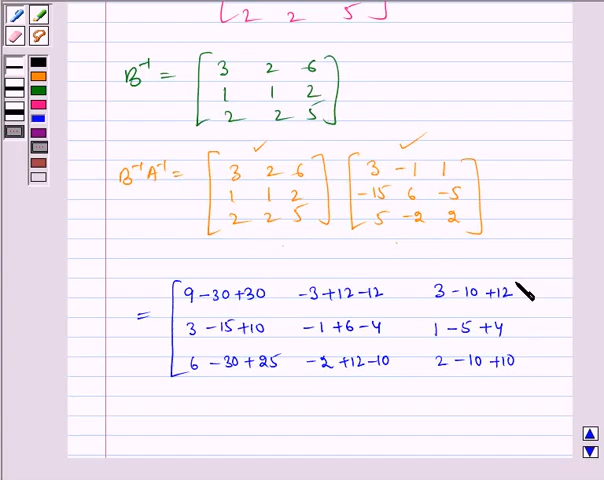 2 2 5
B⁻¹ = [ 3 2 6
1 1 2
2 2 5 ]
B⁻¹A⁻¹ = [ 3 2 6 ] [ 3 -1 1 ]
1 1 2 -15 6 -5
2 2 5 5 -2 2
= [ 9-30+30 -3+12-12 3-10+12
3-15+10 -1+6-4 1-5+4
6-30+25 -2+12-10 2-10+10